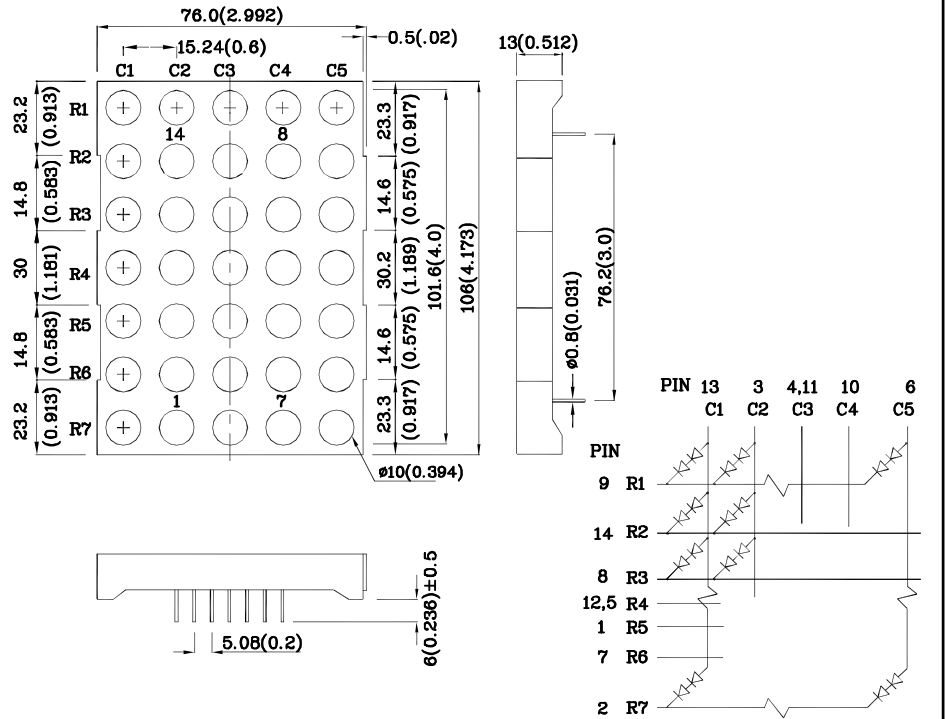 76.0(2.992)
0.5(.02)
15.24(0.6)
C1 C2 C3 C4 C5
R1
R2
R3
R4
R5
R6
R7
14 8
1 7
23.2
(0.913)
14.8
(0.583)
30
(1.181)
14.8
(0.583)
23.2
(0.913)
23.3
(0.917)
14.6
(0.575)
30.2
(1.189)
14.6
(0.575)
23.3
(0.917)
101.6(4.0)
106(4.173)
ø10(0.394)
13(0.512)
76.2(3.0)
ø0.8(0.031)
5.08(0.2)
6(0.236)±0.5
PIN 13 3 4,11 10 6
C1 C2 C3 C4 C5
PIN
9 R1
14 R2
8 R3
12,5 R4
1 R5
7 R6
2 R7